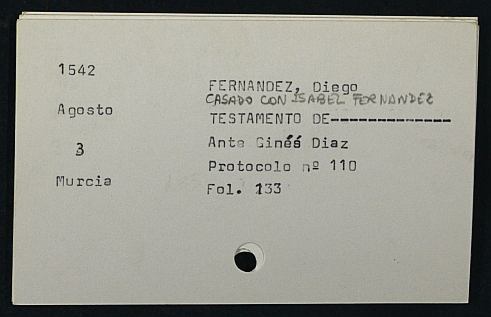 1542
FERNANDEZ, Diego
CASADO CON ISABEL FERNANDEZ
Agosto
TESTAMENTO DE--------------
3
Ante Ginés Diaz
Protocolo nº 110
Murcia
Fol. 133